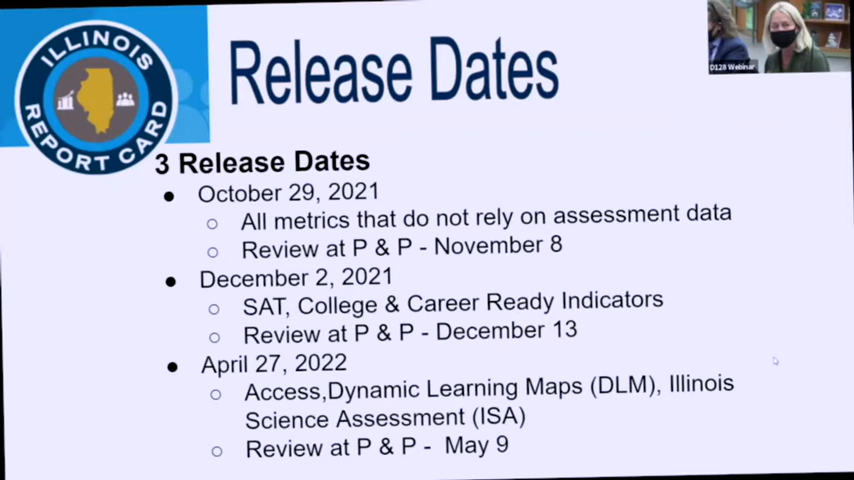 ILLINOIS
REPORT CARD
Release Dates
D128 Webinar
3 Release Dates
● October 29, 2021
○ All metrics that do not rely on assessment data
○ Review at P & P - November 8
● December 2, 2021
○ SAT, College & Career Ready Indicators
○ Review at P & P - December 13
● April 27, 2022
○ Access,Dynamic Learning Maps (DLM), Illinois
Science Assessment (ISA)
○ Review at P & P - May 9